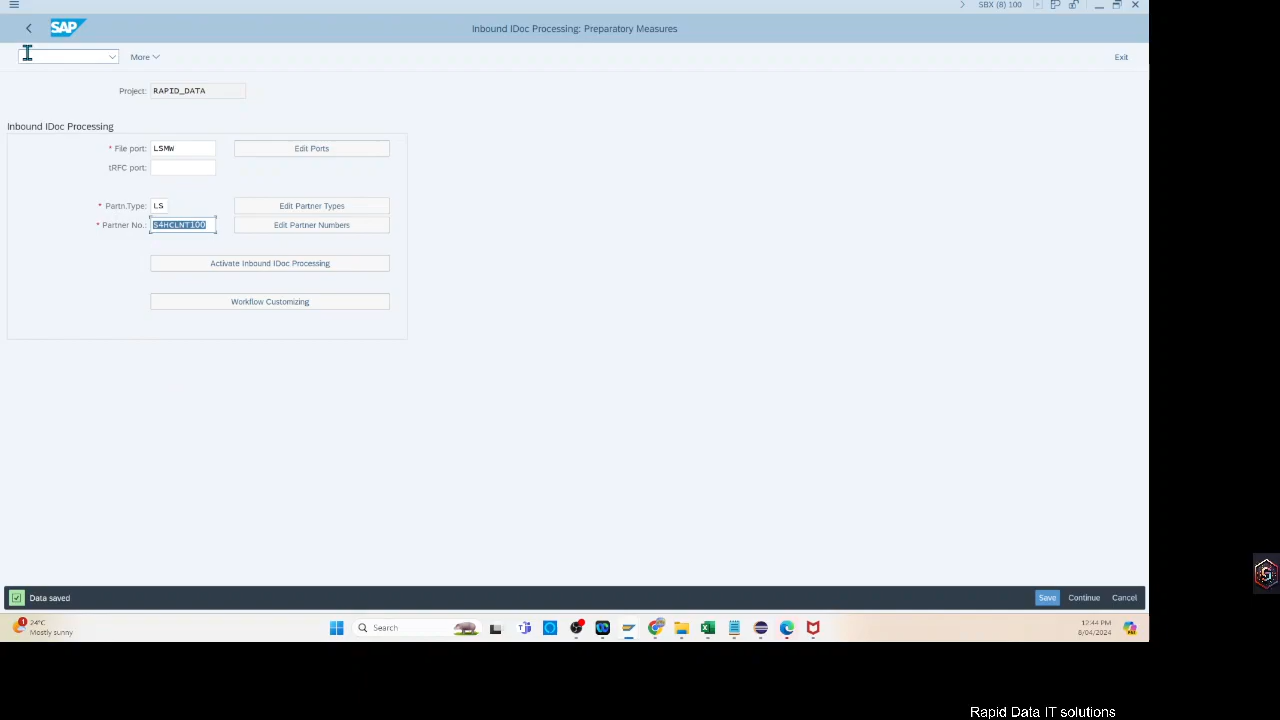 SBX (8) 100
SAP
Inbound IDoc Processing: Preparatory Measures
More
Exit
Project: RAPID_DATA
Inbound IDoc Processing
* File port: LSMW Edit Ports
tRFC port:
* Partn.Type: LS Edit Partner Types
* Partner No.: S4HCLNT100 Edit Partner Numbers
Activate Inbound IDoc Processing
Workflow Customizing
Data saved
Save Continue Cancel
1
24°C
Mostly sunny
Search
12:44 PM
8/04/2024
Rapid Data IT solutions